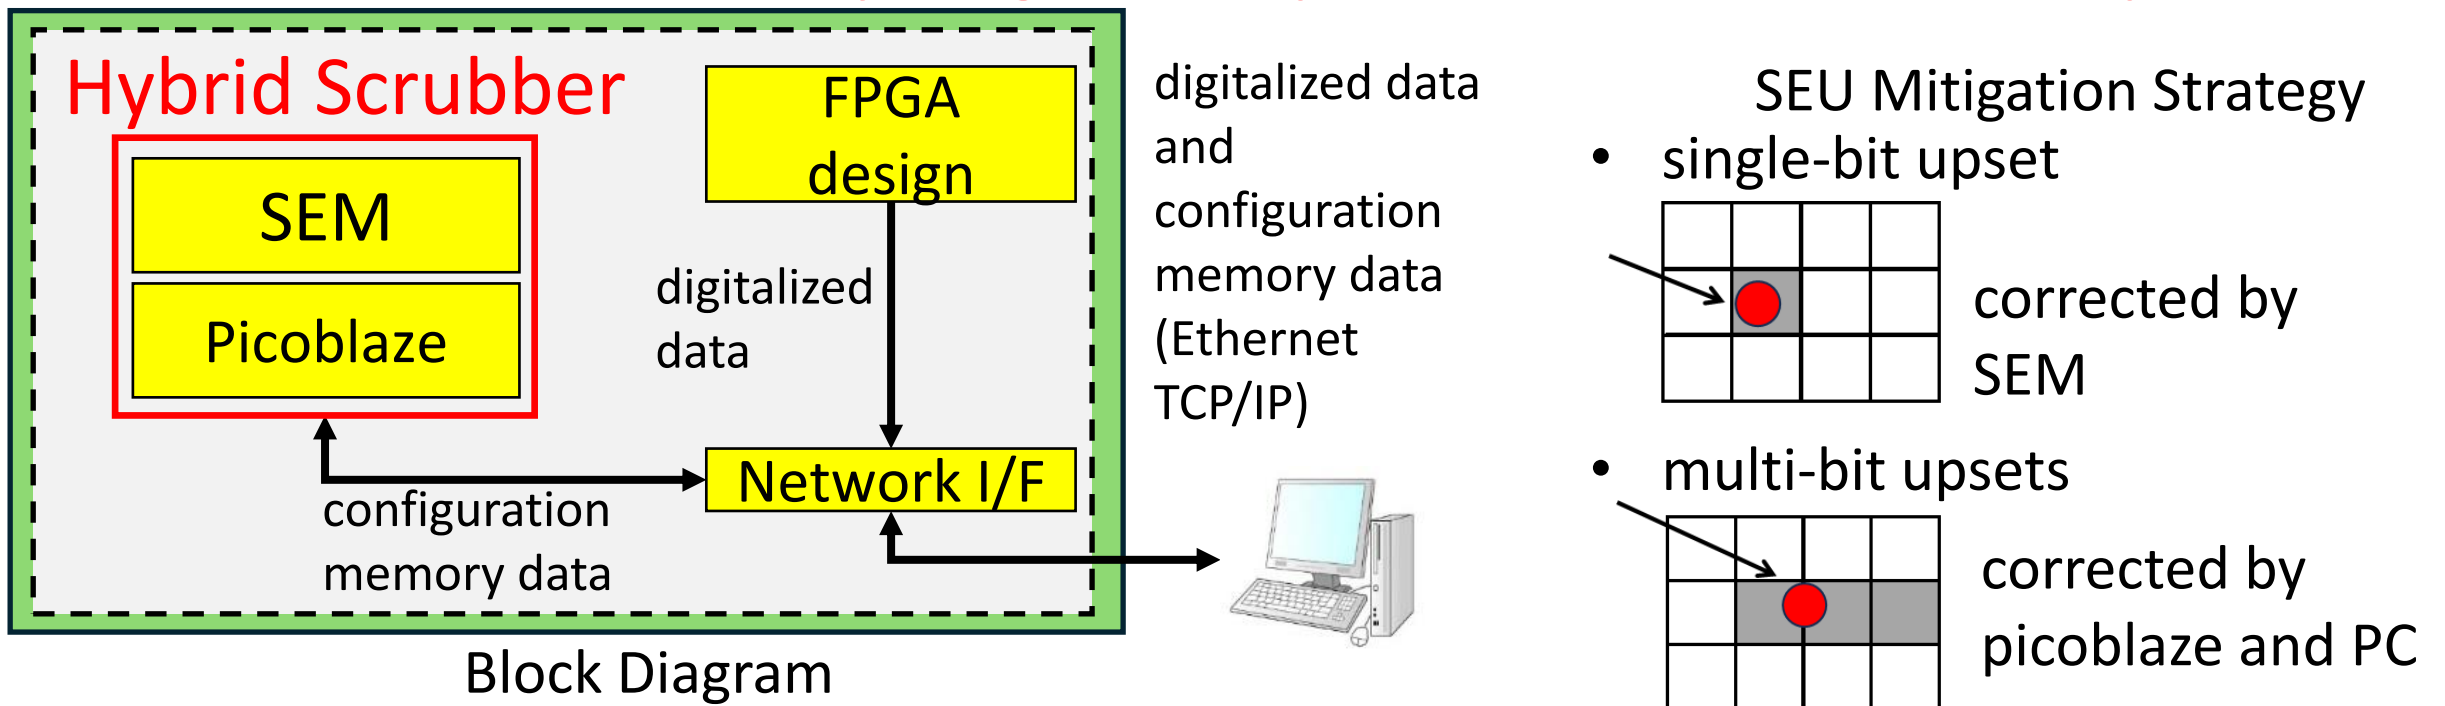 Hybrid Scrubber
SEM
Picoblaze
FPGA
design
digitalized
data
Network I/F
configuration
memory data
Block Diagram
digitalized data
and
configuration
memory data
(Ethernet
TCP/IP)
SEU Mitigation Strategy
• single-bit upset
corrected by
SEM
• multi-bit upsets
corrected by
picoblaze and PC